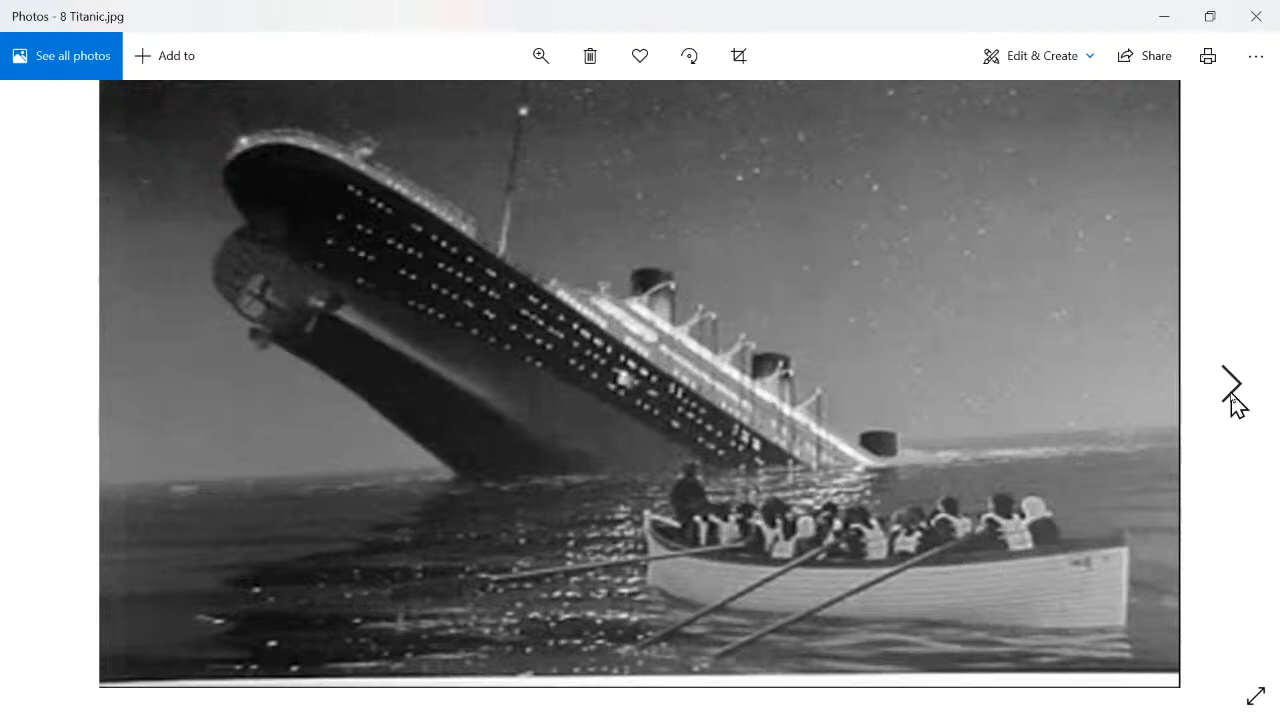 Photos - 8 Titanic.jpg
See all photos
Add to
Edit & Create
Share